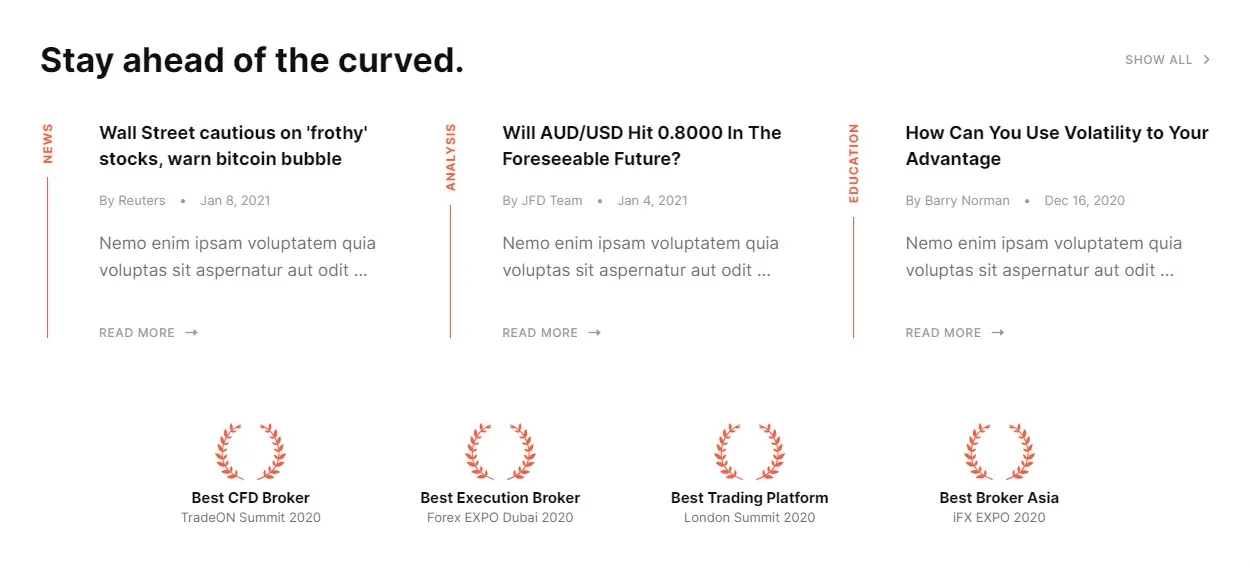 Stay ahead of the curved.
SHOW ALL
NEWS
Wall Street cautious on 'frothy'
stocks, warn bitcoin bubble
By Reuters • Jan 8, 2021
Nemo enim ipsam voluptatem quia
voluptas sit aspernatur aut odit ...
READ MORE →
ANALYSIS
Will AUD/USD Hit 0.8000 In The
Foreseeable Future?
By JFD Team • Jan 4, 2021
Nemo enim ipsam voluptatem quia
voluptas sit aspernatur aut odit ...
READ MORE →
EDUCATION
How Can You Use Volatility to Your
Advantage
By Barry Norman • Dec 16, 2020
Nemo enim ipsam voluptatem quia
voluptas sit aspernatur aut odit ...
READ MORE →
Best CFD Broker
TradeON Summit 2020
Best Execution Broker
Forex EXPO Dubai 2020
Best Trading Platform
London Summit 2020
Best Broker Asia
iFX EXPO 2020